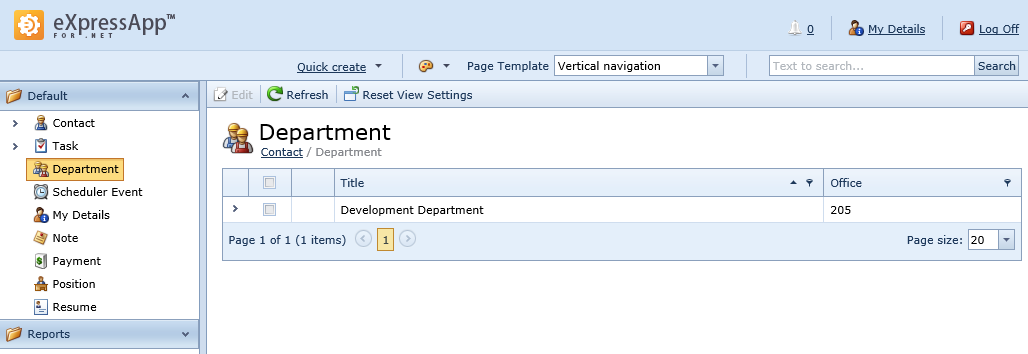 eXpressApp™
FOR .NET
0 My Details Log Off
Quick create Page Template Vertical navigation Text to search... Search
Default
Contact
Task
Department
Scheduler Event
My Details
Note
Payment
Position
Resume
Reports
Edit Refresh Reset View Settings
Department
Contact / Department
Title Office
Development Department 205
Page 1 of 1 (1 items) 1 Page size: 20